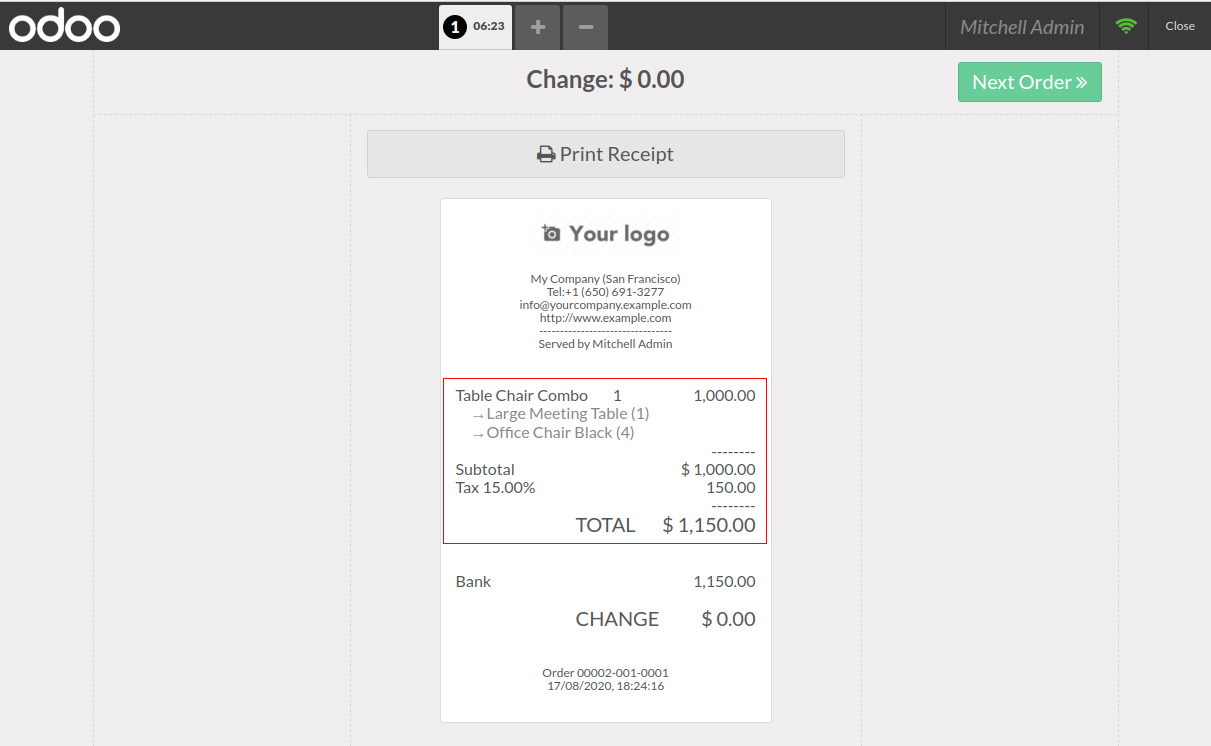 odoo
1 06:23 + −
Mitchell Admin
Close
Change: $ 0.00
Next Order »
Print Receipt
Your logo
My Company (San Francisco)
Tel:+1 (650) 691-3277
info@yourcompany.example.com
http://www.example.com
--------------------------------
Served by Mitchell Admin
Table Chair Combo 1 1,000.00
→Large Meeting Table (1)
→Office Chair Black (4)
--------
Subtotal $ 1,000.00
Tax 15.00% 150.00
--------
TOTAL $ 1,150.00
Bank 1,150.00
CHANGE $ 0.00
Order 00002-001-0001
17/08/2020, 18:24:16